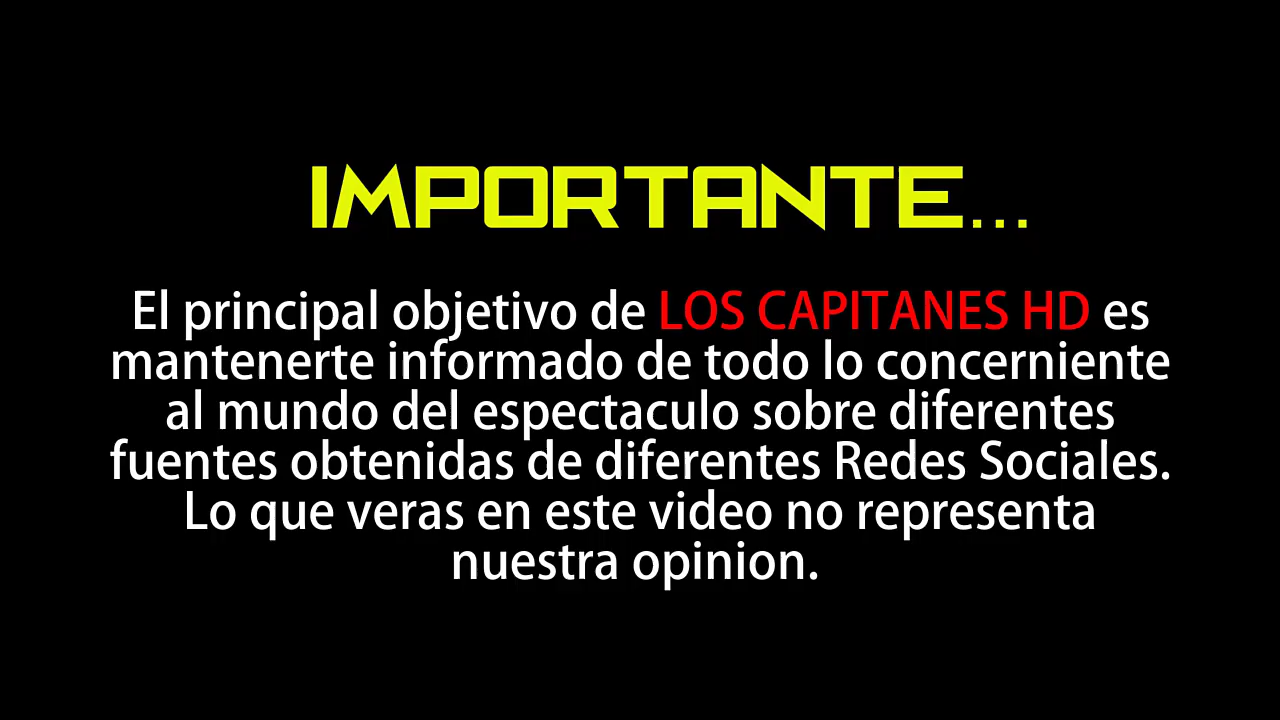 IMPORTANTE...
El principal objetivo de LOS CAPITANES HD es
mantenerte informado de todo lo concerniente
al mundo del espectaculo sobre diferentes
fuentes obtenidas de diferentes Redes Sociales.
Lo que veras en este video no representa
nuestra opinion.